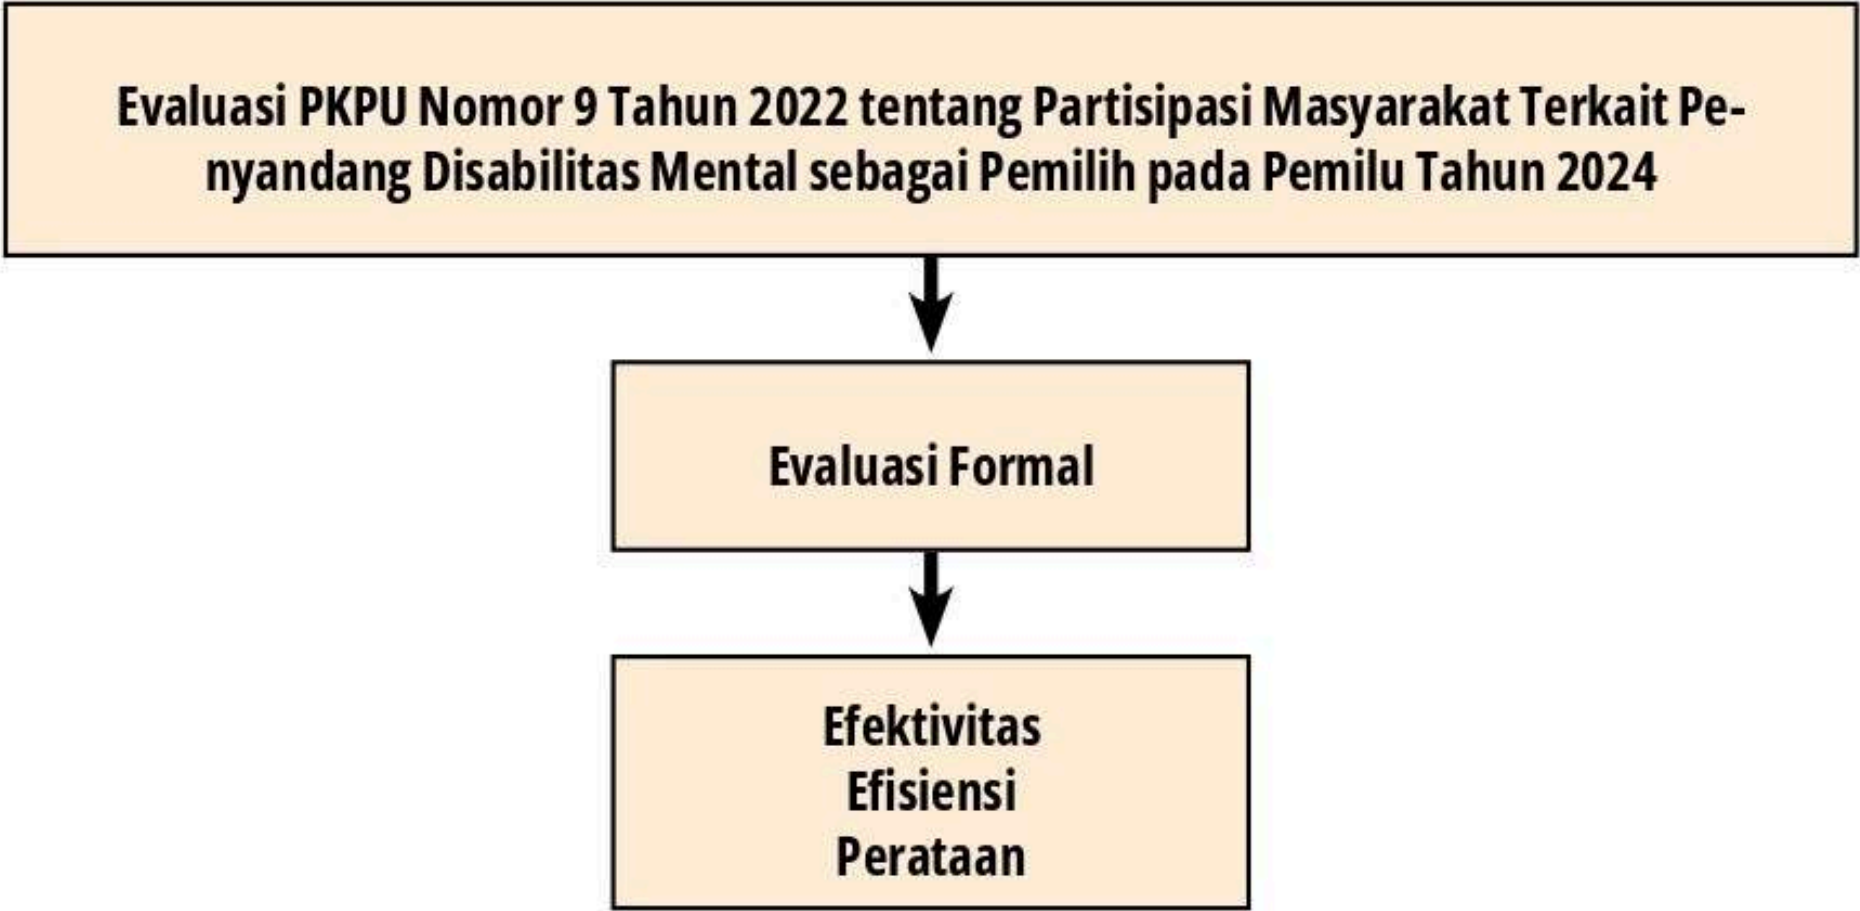 Evaluasi PKPU Nomor 9 Tahun 2022 tentang Partisipasi Masyarakat Terkait Pe-
nyandang Disabilitas Mental sebagai Pemilih pada Pemilu Tahun 2024
Evaluasi Formal
Efektivitas
Efisiensi
Perataan